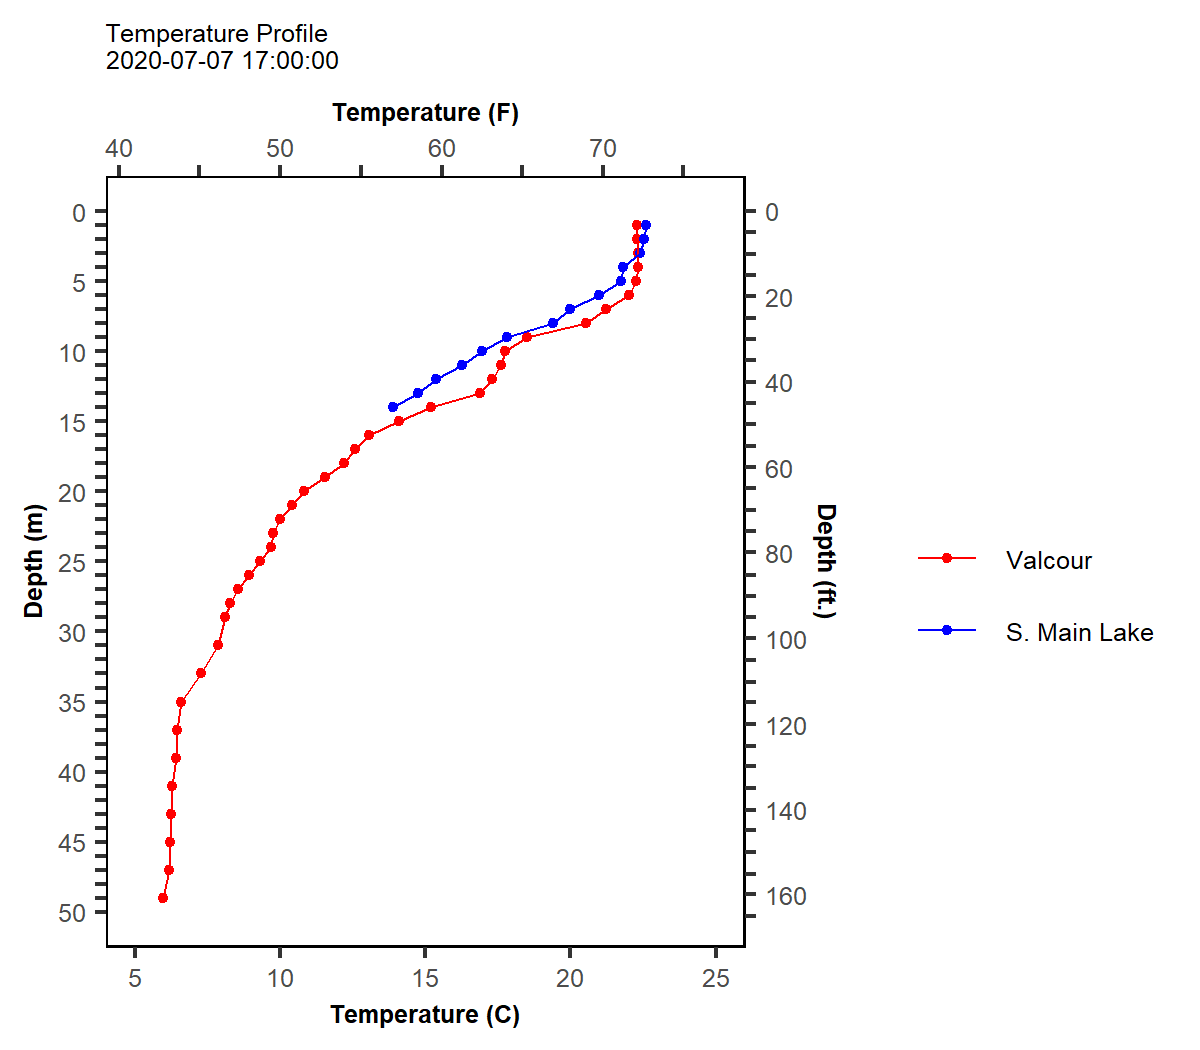 Temperature Profile
2020-07-07 17:00:00
Temperature (F)
40 50 60 70
0
5
10
15
20
25
30
35
40
45
50
Depth (m)
0
20
40
60
80
100
120
140
160
Depth (ft.)
5 10 15 20 25
Temperature (C)
Valcour
S. Main Lake